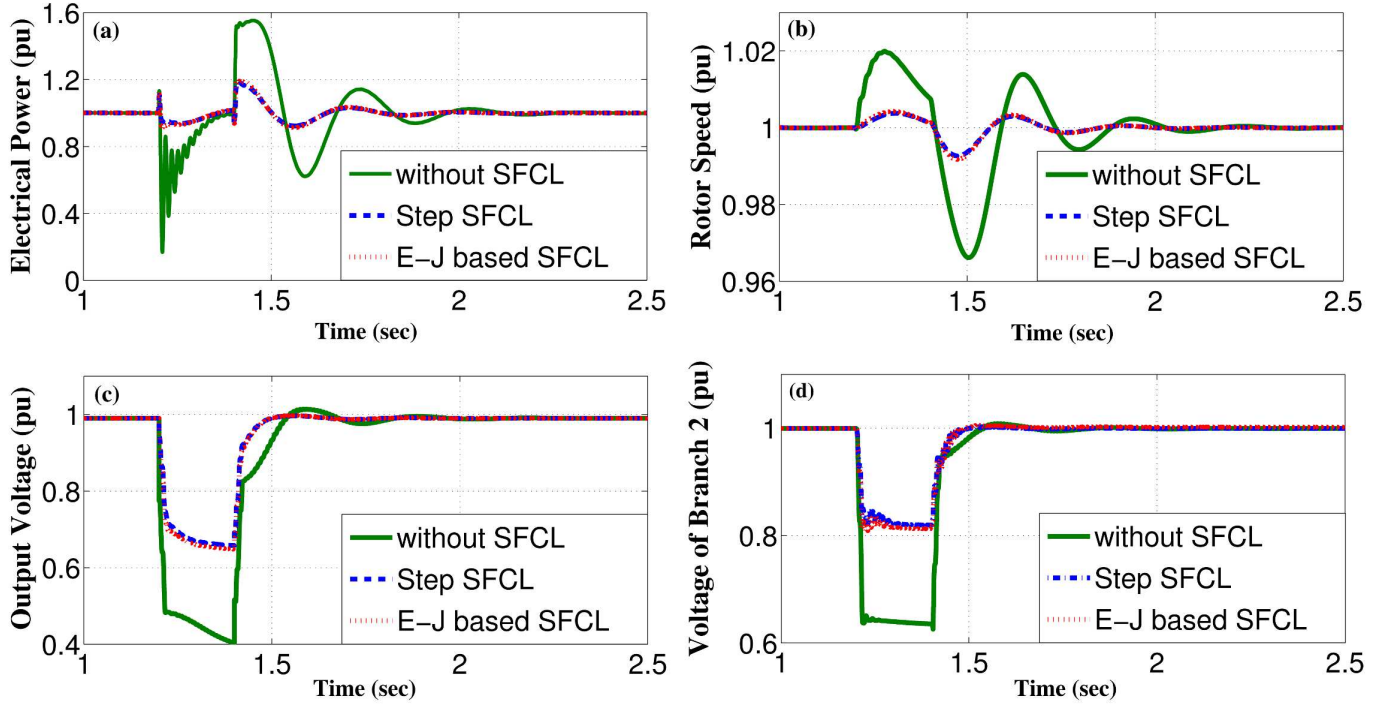 (a)
Electrical Power (pu)
1.6
1.2
0.8
0.4
0
without SFCL
Step SFCL
E-J based SFCL
1
1.5
2
2.5
Time (sec)
(b)
Rotor Speed (pu)
1.02
1
0.98
0.96
without SFCL
Step SFCL
E-J based SFCL
1
1.5
2
2.5
Time (sec)
(c)
Output Voltage (pu)
1
0.8
0.6
0.4
without SFCL
Step SFCL
E-J based SFCL
1
1.5
2
2.5
Time (sec)
(d)
Voltage of Branch 2 (pu)
1
0.8
0.6
without SFCL
Step SFCL
E-J based SFCL
1
1.5
2
2.5
Time (sec)